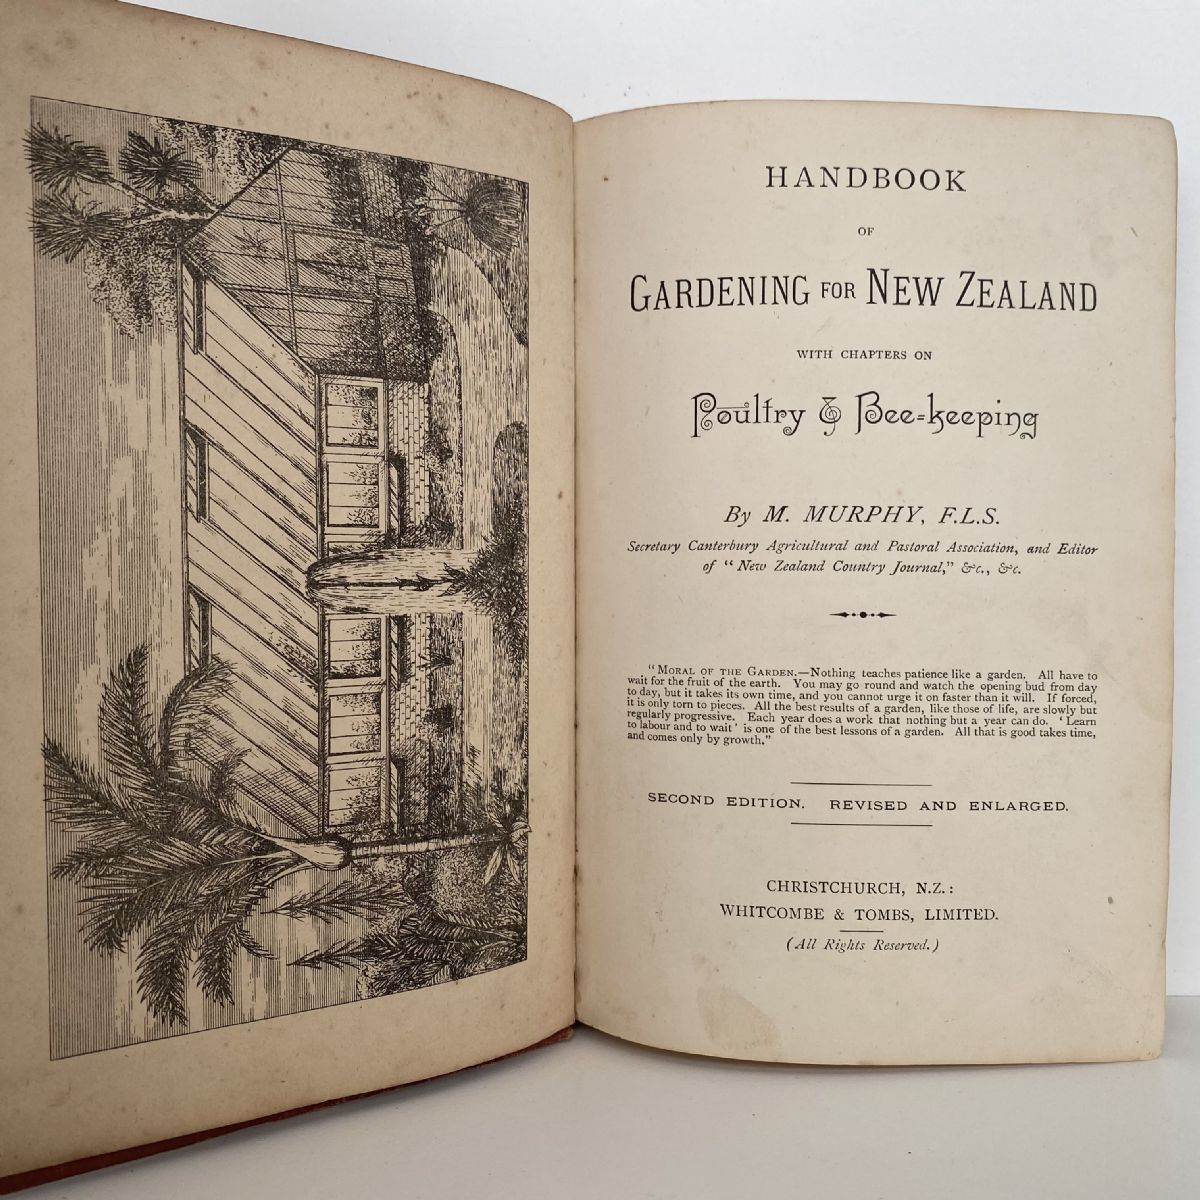 HANDBOOK
OF
GARDENING FOR NEW ZEALAND
WITH CHAPTERS ON
Poultry & Bee-keeping
By M. MURPHY, F.L.S.
Secretary Canterbury Agricultural and Pastoral Association, and Editor
of "New Zealand Country Journal," &c., &c.
"MORAL OF THE GARDEN.—Nothing teaches patience like a garden. All have to
wait for the fruit of the earth. You may go round and watch the opening bud from day
to day, but it takes its own time, and you cannot urge it on faster than it will. If forced,
it is only torn to pieces. All the best results of a garden, like those of life, are slowly but
regularly progressive. Each year does a work that nothing but a year can do. 'Learn
to labour and to wait' is one of the best lessons of a garden. All that is good takes time,
and comes only by growth."
SECOND EDITION. REVISED AND ENLARGED.
CHRISTCHURCH, N.Z.:
WHITCOMBE & TOMBS, LIMITED.
(All Rights Reserved.)